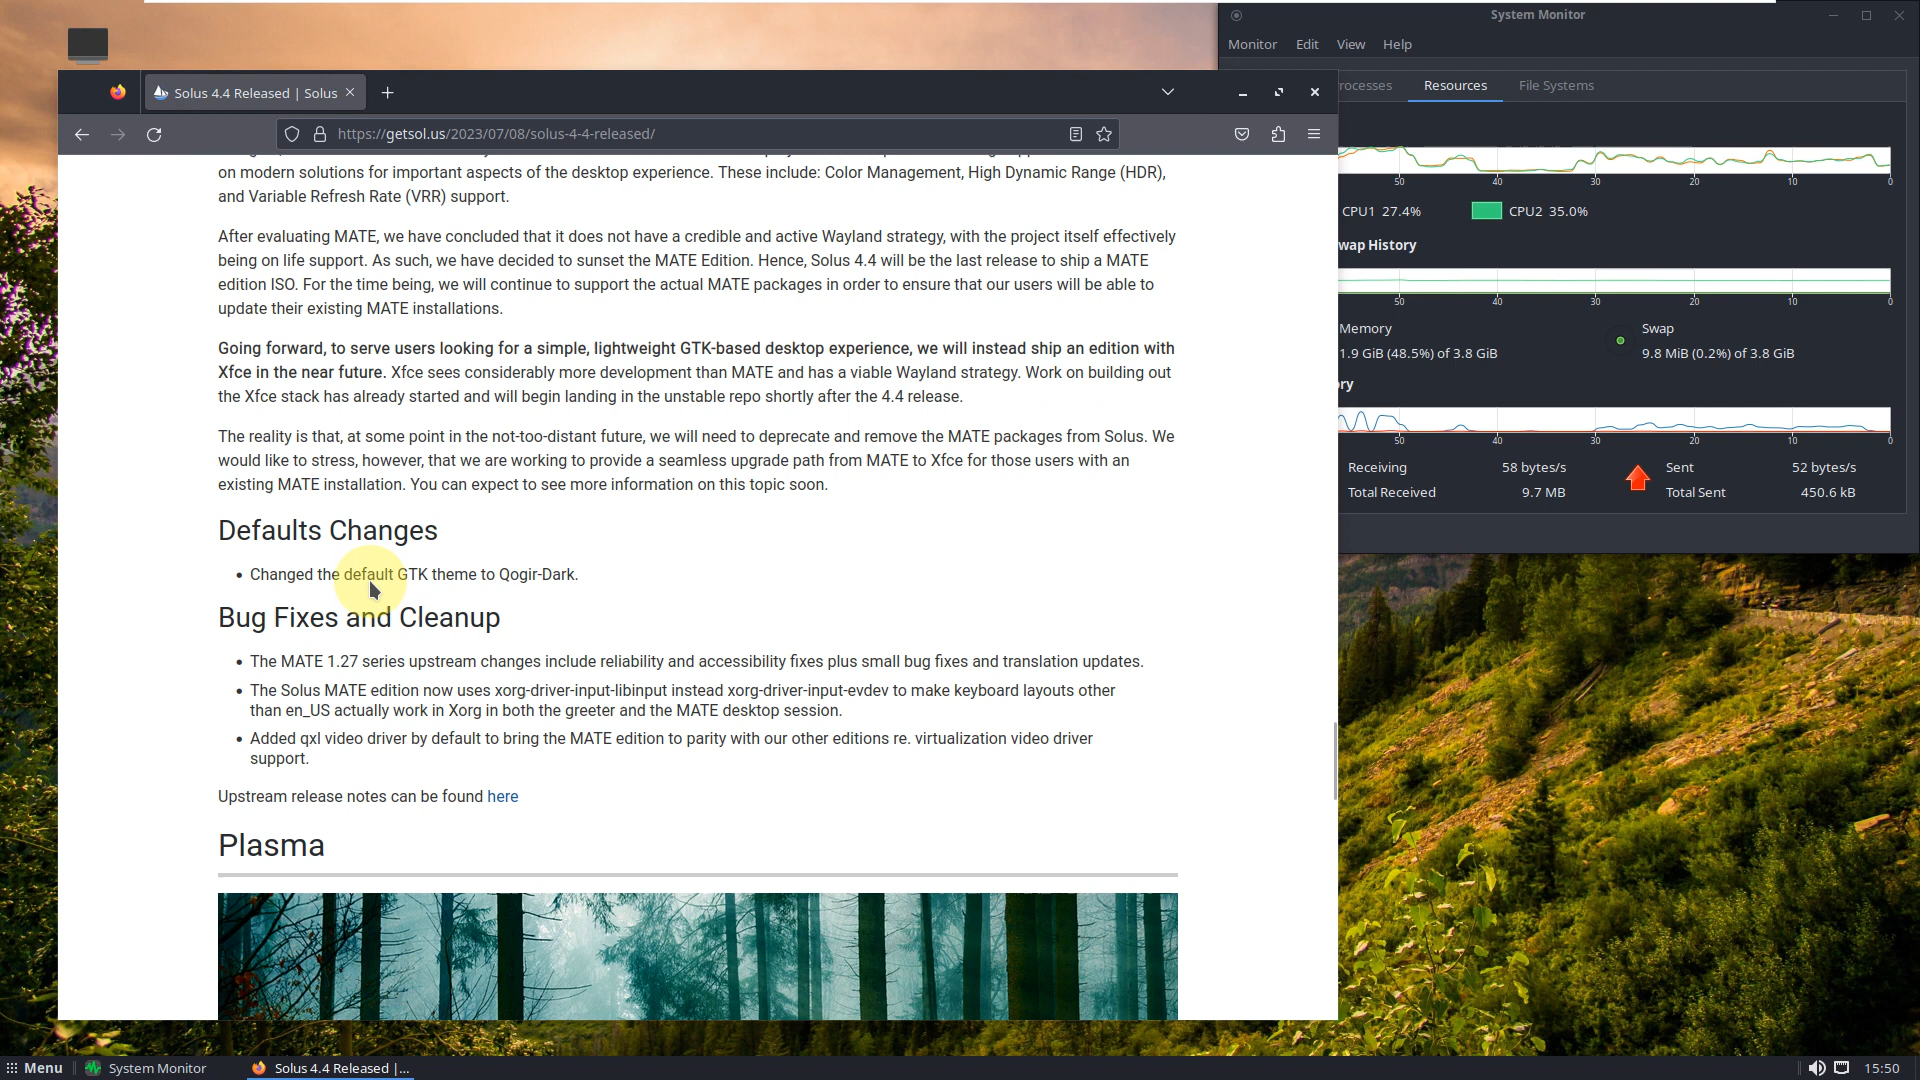 System Monitor
Monitor Edit View Help
Solus 4.4 Released | Solus
rocesses Resources File Systems
https://getsol.us/2023/07/08/solus-4-4-released/
on modern solutions for important aspects of the desktop experience. These include: Color Management, High Dynamic Range (HDR),
and Variable Refresh Rate (VRR) support.
After evaluating MATE, we have concluded that it does not have a credible and active Wayland strategy, with the project itself effectively
being on life support. As such, we have decided to sunset the MATE Edition. Hence, Solus 4.4 will be the last release to ship a MATE
edition ISO. For the time being, we will continue to support the actual MATE packages in order to ensure that our users will be able to
update their existing MATE installations.
Going forward, to serve users looking for a simple, lightweight GTK-based desktop experience, we will instead ship an edition with
Xfce in the near future. Xfce sees considerably more development than MATE and has a viable Wayland strategy. Work on building out
the Xfce stack has already started and will begin landing in the unstable repo shortly after the 4.4 release.
The reality is that, at some point in the not-too-distant future, we will need to deprecate and remove the MATE packages from Solus. We
would like to stress, however, that we are working to provide a seamless upgrade path from MATE to Xfce for those users with an
existing MATE installation. You can expect to see more information on this topic soon.
Defaults Changes
• Changed the default GTK theme to Qogir-Dark.
Bug Fixes and Cleanup
• The MATE 1.27 series upstream changes include reliability and accessibility fixes plus small bug fixes and translation updates.
• The Solus MATE edition now uses xorg-driver-input-libinput instead xorg-driver-input-evdev to make keyboard layouts other
than en_US actually work in Xorg in both the greeter and the MATE desktop session.
• Added qxl video driver by default to bring the MATE edition to parity with our other editions re. virtualization video driver
support.
Upstream release notes can be found here
Plasma
50 40 30 20 10 0
CPU1 27.4% CPU2 35.0%
wap History
50 40 30 20 10 0
Memory Swap
1.9 GiB (48.5%) of 3.8 GiB 9.8 MiB (0.2%) of 3.8 GiB
ry
50 40 30 20 10 0
Receiving 58 bytes/s Sent 52 bytes/s
Total Received 9.7 MB Total Sent 450.6 kB
Menu System Monitor Solus 4.4 Released |... 15:50